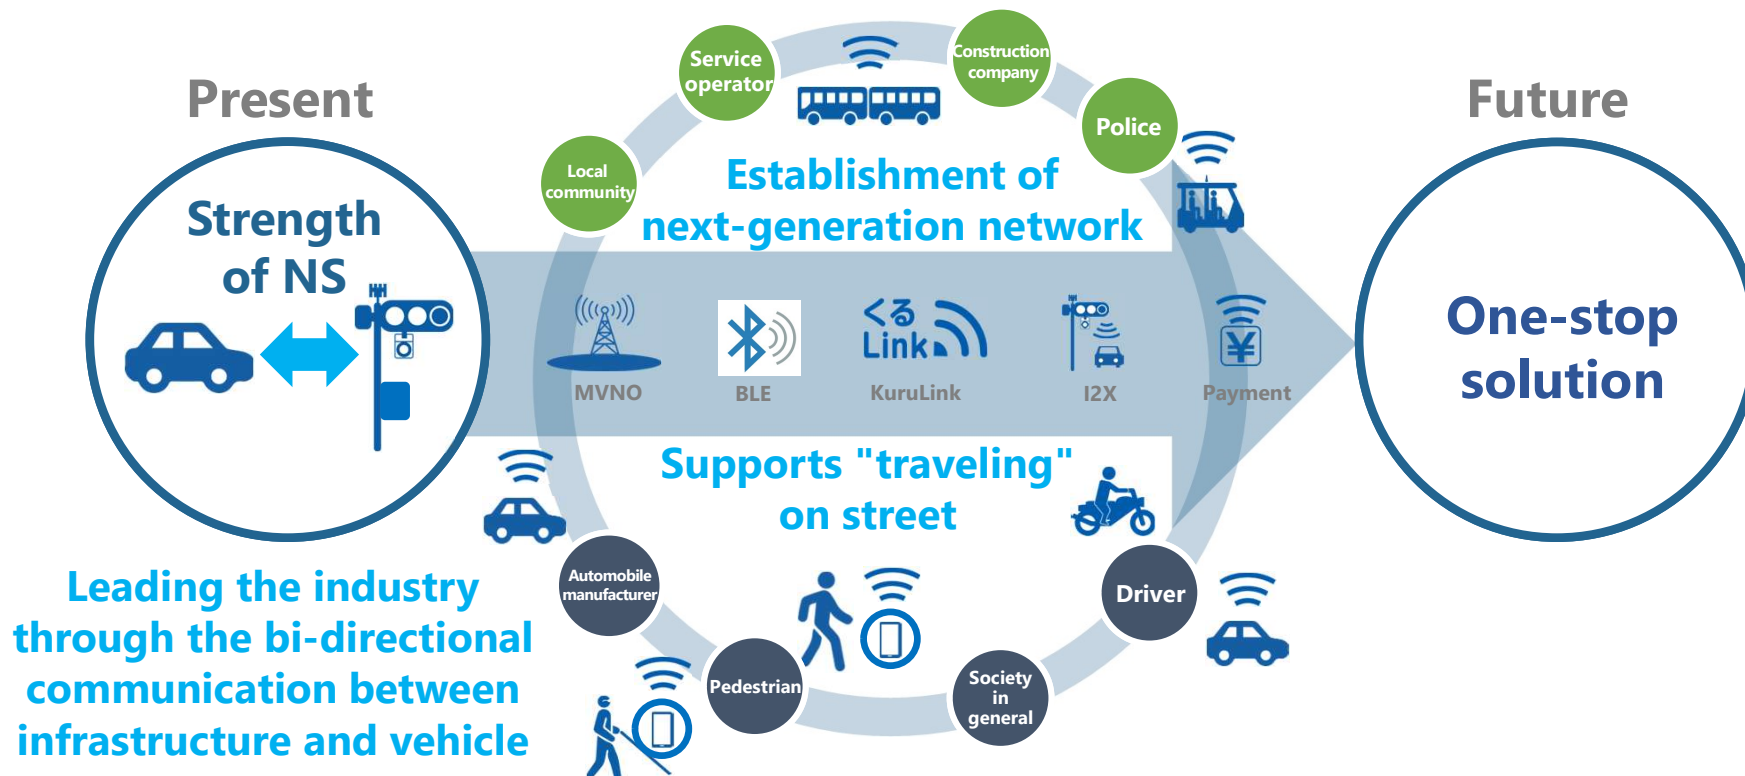 Present
Strength
of NS
Leading the industry
through the bi-directional
communication between
infrastructure and vehicle
Local
community
Service
operator
Construction
company
Police
Establishment of
next-generation network
MVNO
BLE
くる
Link
KuruLink
I2X
¥
Payment
Supports "traveling"
on street
Automobile
manufacturer
Pedestrian
Society
in
general
Driver
Future
One-stop
solution